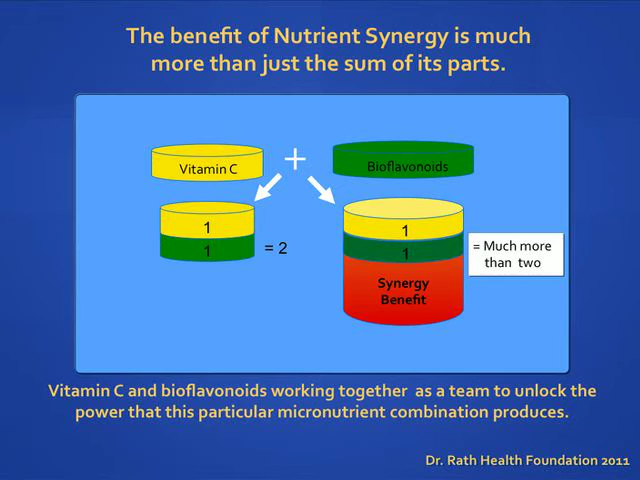 The benefit of Nutrient Synergy is much
more than just the sum of its parts.
Vitamin C
+
Bioflavonoids
1
1
= 2
1
1
Synergy
Benefit
= Much more
than two
Vitamin C and bioflavonoids working together as a team to unlock the
power that this particular micronutrient combination produces.
Dr. Rath Health Foundation 2011